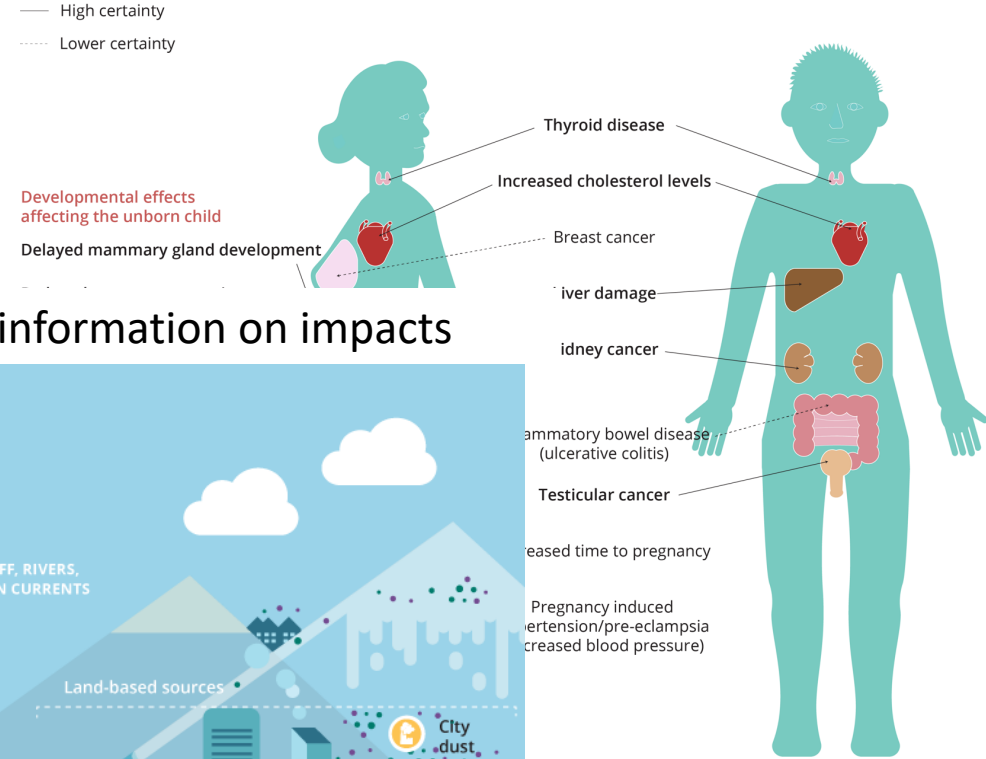 High certainty
Lower certainty
Thyroid disease
Increased cholesterol levels
Developmental effects
affecting the unborn child
Delayed mammary gland development
Breast cancer
iver damage
idney cancer
information on impacts
ammatory bowel disease
(ulcerative colitis)
Testicular cancer
reased time to pregnancy
Pregnancy induced
ertension/pre-eclampsia
creased blood pressure)
FF, RIVERS,
N CURRENTS
Land-based sources
City
dust